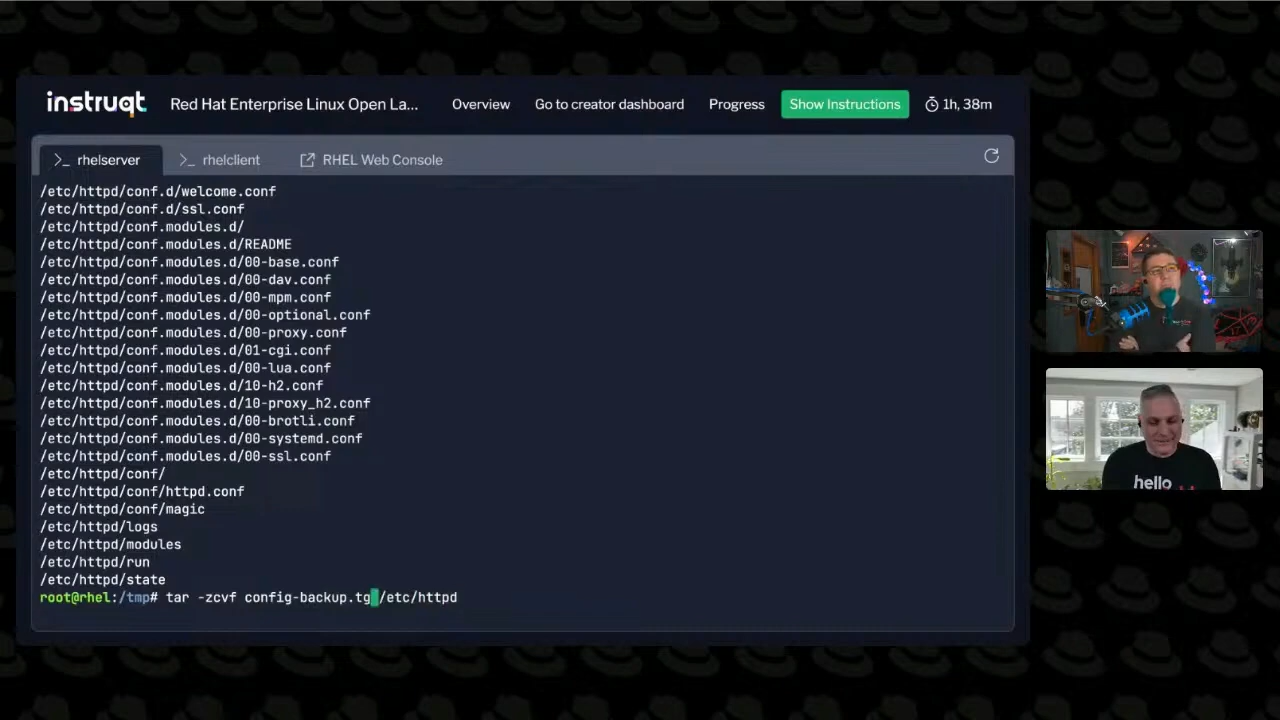 instruqt
Red Hat Enterprise Linux Open La... Overview Go to creator dashboard Progress Show Instructions 1h, 38m
>_ rhelserver >_ rhelclient RHEL Web Console
/etc/httpd/conf.d/welcome.conf
/etc/httpd/conf.d/ssl.conf
/etc/httpd/conf.modules.d/
/etc/httpd/conf.modules.d/README
/etc/httpd/conf.modules.d/00-base.conf
/etc/httpd/conf.modules.d/00-dav.conf
/etc/httpd/conf.modules.d/00-mpm.conf
/etc/httpd/conf.modules.d/00-optional.conf
/etc/httpd/conf.modules.d/00-proxy.conf
/etc/httpd/conf.modules.d/01-cgi.conf
/etc/httpd/conf.modules.d/00-lua.conf
/etc/httpd/conf.modules.d/10-h2.conf
/etc/httpd/conf.modules.d/10-proxy_h2.conf
/etc/httpd/conf.modules.d/00-brotli.conf
/etc/httpd/conf.modules.d/00-systemd.conf
/etc/httpd/conf.modules.d/00-ssl.conf
/etc/httpd/conf/
/etc/httpd/conf/httpd.conf
/etc/httpd/conf/magic
/etc/httpd/logs
/etc/httpd/modules
/etc/httpd/run
/etc/httpd/state
root@rhel:/tmp# tar -zcvf config-backup.tg /etc/httpd
hello